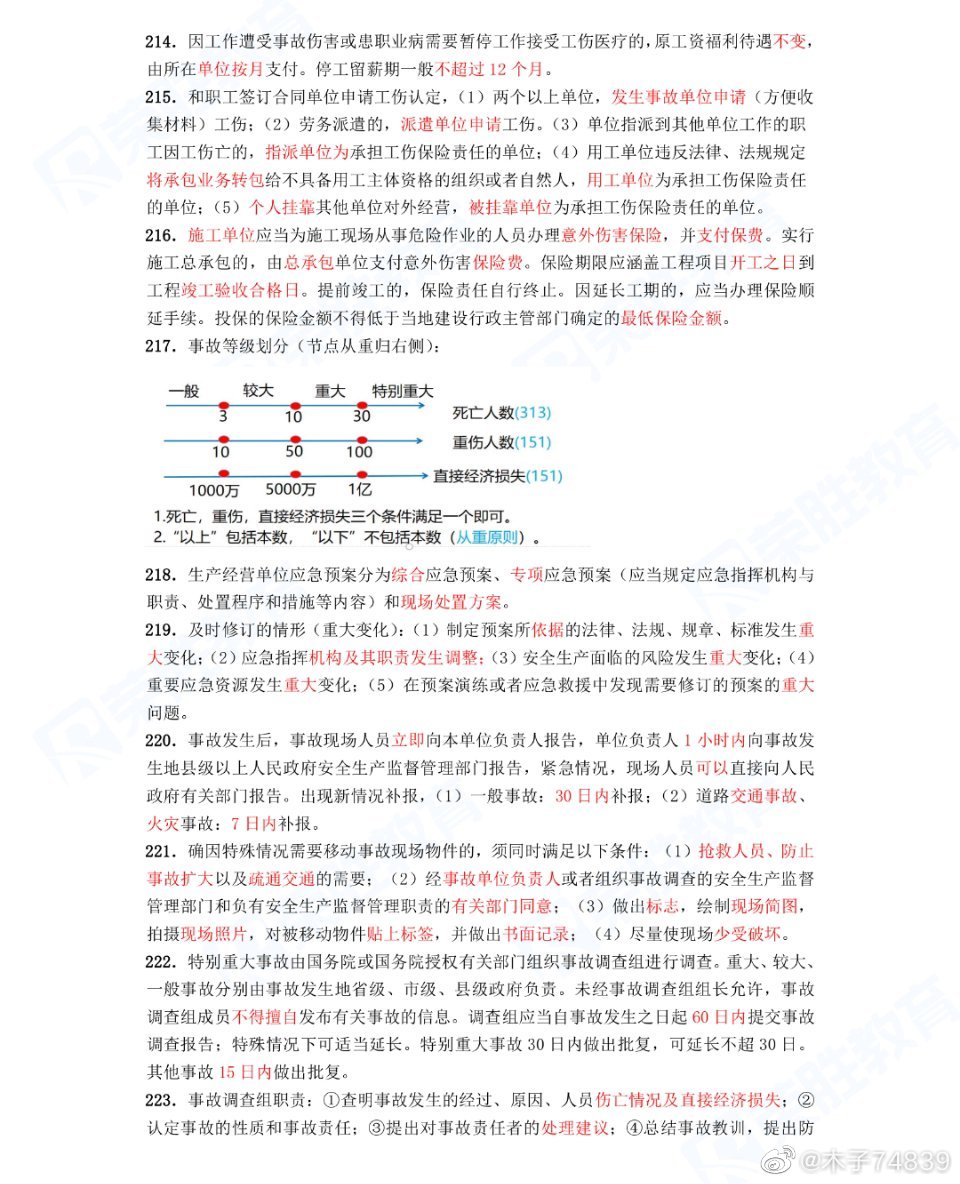 214．因工作遭受事故伤害或患职业病需要暂停工作接受工伤医疗的，原工资福利待遇不变，
由所在单位按月支付。停工留薪期一般不超过 12 个月。
215．和职工签订合同单位申请工伤认定，（1）两个以上单位，发生事故单位申请（方便收
集材料）工伤；（2）劳务派遣的，派遣单位申请工伤。（3）单位指派到其他单位工作的职
工因工伤亡的，指派单位为承担工伤保险责任的单位；（4）用工单位违反法律、法规规定
将承包业务转包给不具备用工主体资格的组织或者自然人，用工单位为承担工伤保险责任
的单位；（5）个人挂靠其他单位对外经营，被挂靠单位为承担工伤保险责任的单位。
216．施工单位应当为施工现场从事危险作业的人员办理意外伤害保险，并支付保费。实行
施工总承包的，由总承包单位支付意外伤害保险费。保险期限应涵盖工程项目开工之日到
工程竣工验收合格日。提前竣工的，保险责任自行终止。因延长工期的，应当办理保险顺
延手续。投保的保险金额不得低于当地建设行政主管部门确定的最低保险金额。
217．事故等级划分（节点从重归右侧）：
一般 较大 重大 特别重大
3 10 30 死亡人数(313)
10 50 100 重伤人数(151)
1000万 5000万 1亿 直接经济损失(151)
1.死亡，重伤，直接经济损失三个条件满足一个即可。
2.“以上”包括本数，“以下”不包括本数（从重原则）。
218．生产经营单位应急预案分为综合应急预案、专项应急预案（应当规定应急指挥机构与
职责、处置程序和措施等内容）和现场处置方案。
219．及时修订的情形（重大变化）：（1）制定预案所依据的法律、法规、规章、标准发生重
大变化；（2）应急指挥机构及其职责发生调整；（3）安全生产面临的风险发生重大变化；（4）
重要应急资源发生重大变化；（5）在预案演练或者应急救援中发现需要修订的预案的重大
问题。
220．事故发生后，事故现场人员立即向本单位负责人报告，单位负责人 1 小时内向事故发
生地县级以上人民政府安全生产监督管理部门报告，紧急情况，现场人员可以直接向人民
政府有关部门报告。出现新情况补报，（1）一般事故：30 日内补报；（2）道路交通事故、
火灾事故：7 日内补报。
221．确因特殊情况需要移动事故现场物件的，须同时满足以下条件：（1）抢救人员、防止
事故扩大以及疏通交通的需要；（2）经事故单位负责人或者组织事故调查的安全生产监督
管理部门和负有安全生产监督管理职责的有关部门同意；（3）做出标志，绘制现场简图，
拍摄现场照片，对被移动物件贴上标签，并做出书面记录；（4）尽量使现场少受破坏。
222．特别重大事故由国务院或国务院授权有关部门组织事故调查组进行调查。重大、较大、
一般事故分别由事故发生地省级、市级、县级政府负责。未经事故调查组组长允许，事故
调查组成员不得擅自发布有关事故的信息。调查组应当自事故发生之日起 60 日内提交事故
调查报告；特殊情况下可适当延长。特别重大事故 30 日内做出批复，可延长不超 30 日。
其他事故 15 日内做出批复。
223．事故调查组职责：①查明事故发生的经过、原因、人员伤亡情况及直接经济损失；②
认定事故的性质和事故责任；③提出对事故责任者的处理建议；④总结事故教训，提出防
@木子74839
荣胜教育